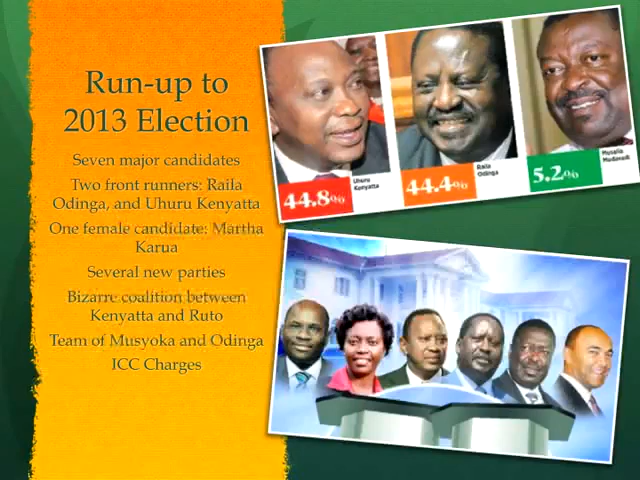 Run-up to
2013 Election
Seven major candidates
Two front runners: Raila
Odinga, and Uhuru Kenyatta
One female candidate: Martha
Karua
Several new parties
Bizarre coalition between
Kenyatta and Ruto
Team of Musyoka and Odinga
ICC Charges
44.8%
Uhuru
Kenyatta
44.4%
Raila
Odinga
5.2%
Musalia
Mudavadi